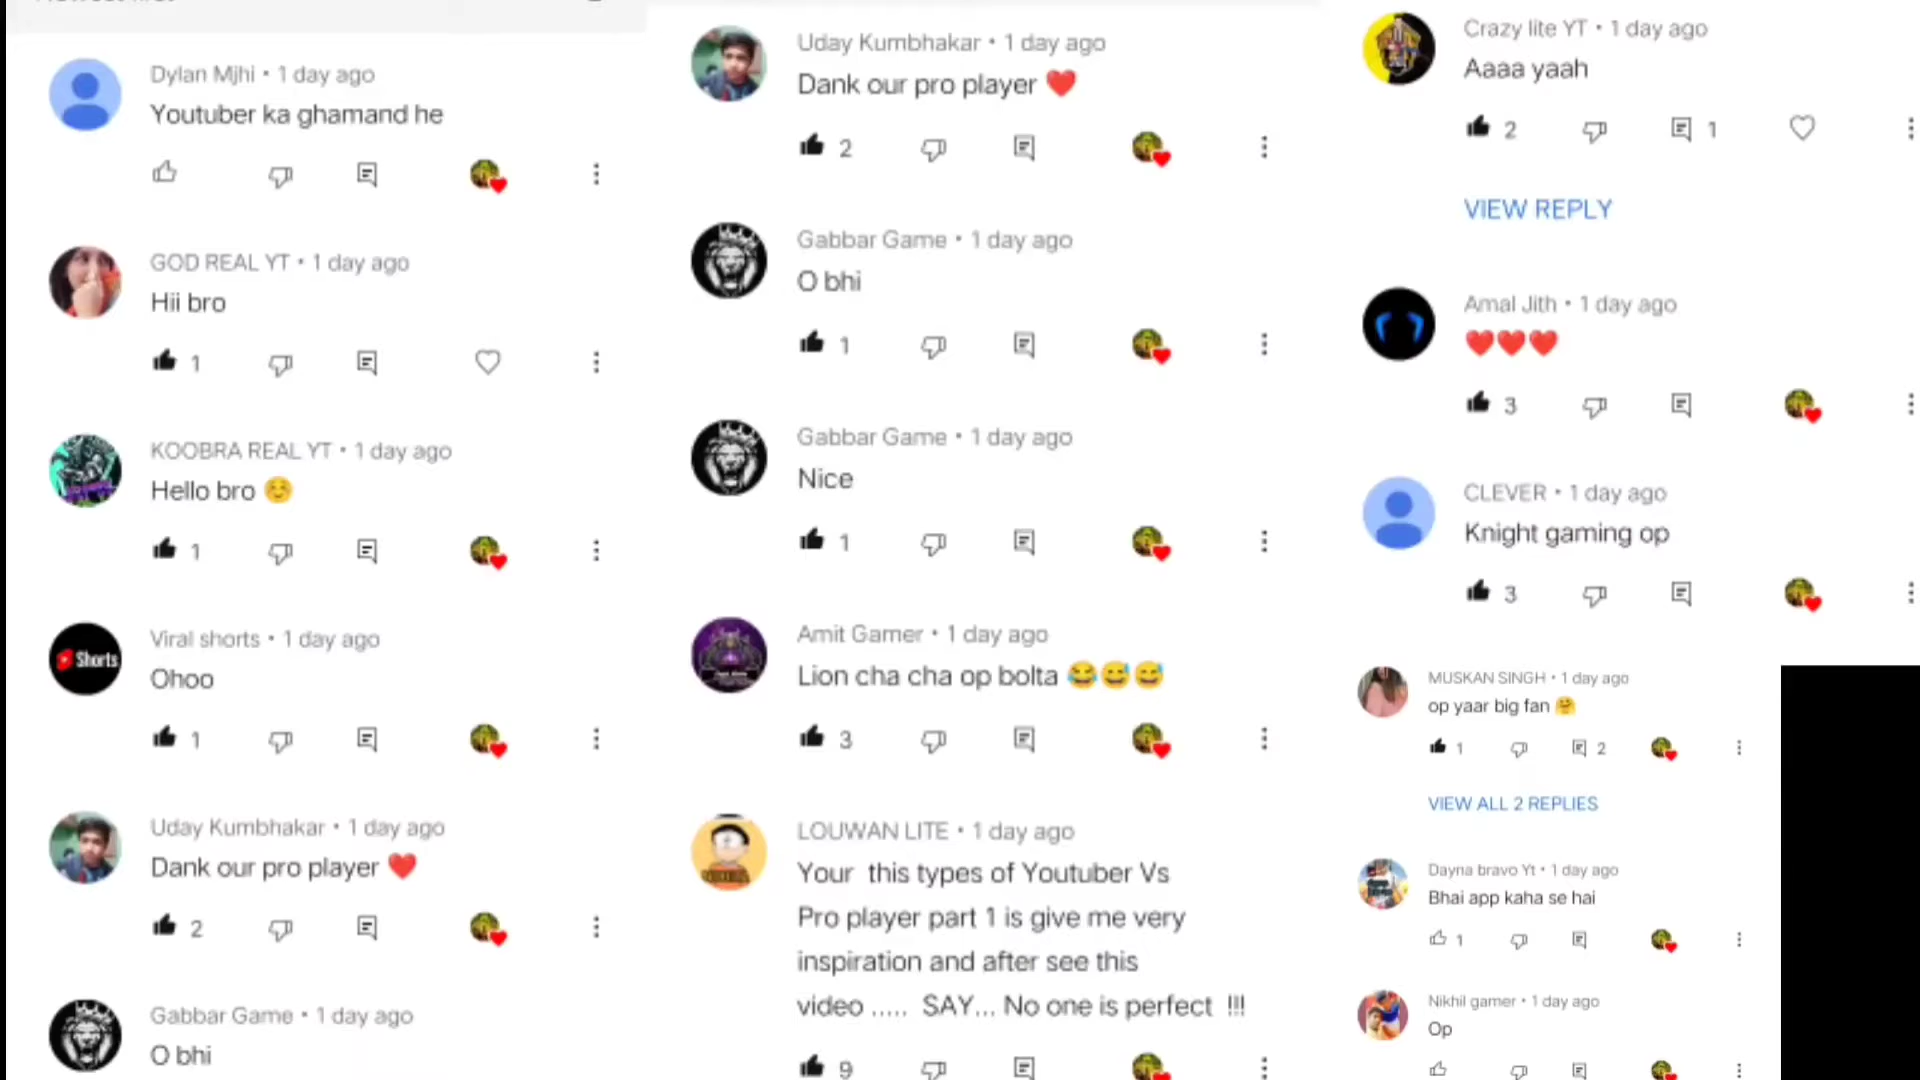 Dylan Mjhi • 1 day ago
Youtuber ka ghamand he
GOD REAL YT • 1 day ago
Hii bro
1
KOOBRA REAL YT • 1 day ago
Hello bro ☺️
1
Shorts
Viral shorts • 1 day ago
Ohoo
1
Uday Kumbhakar • 1 day ago
Dank our pro player ❤️
2
Gabbar Game • 1 day ago
O bhi
Uday Kumbhakar • 1 day ago
Dank our pro player ❤️
2
Gabbar Game • 1 day ago
O bhi
1
Gabbar Game • 1 day ago
Nice
1
Amit Gamer • 1 day ago
Lion cha cha op bolta 😂😅😅
3
LOUWAN LITE • 1 day ago
Your this types of Youtuber Vs
Pro player part 1 is give me very
inspiration and after see this
video ..... SAY... No one is perfect !!!
9
Crazy lite YT • 1 day ago
Aaaa yaah
2 1
VIEW REPLY
Amal Jith • 1 day ago
❤️❤️❤️
3
CLEVER • 1 day ago
Knight gaming op
3
MUSKAN SINGH • 1 day ago
op yaar big fan 🤗
1 2
VIEW ALL 2 REPLIES
Dayna bravo Yt • 1 day ago
Bhai app kaha se hai
1
Nikhil gamer • 1 day ago
Op